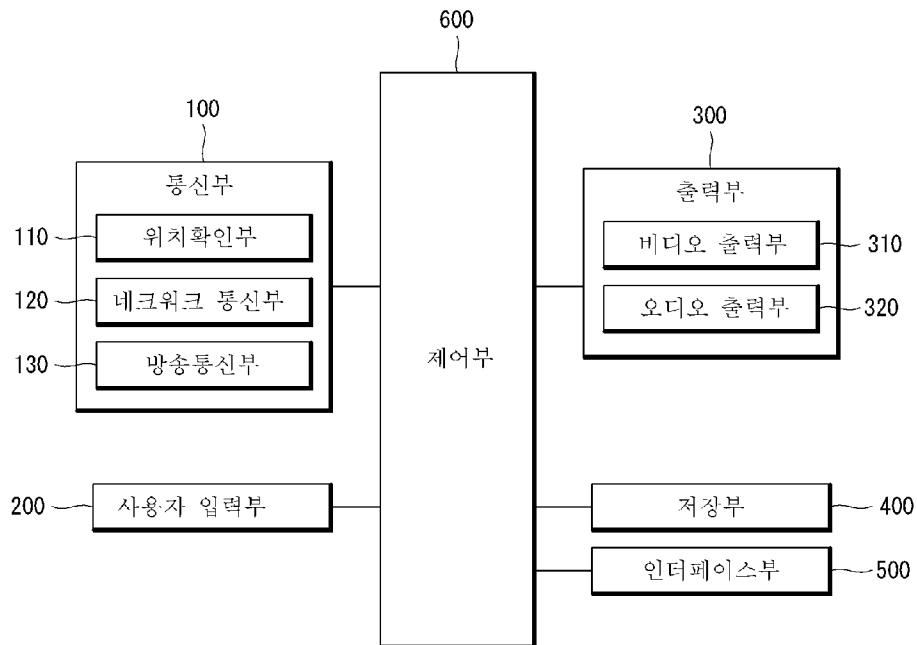 600
100
300
통신부
출력부
110
위치확인부
비디오 출력부
310
120
네크워크 통신부
오디오 출력부
320
130
방송통신부
제어부
200
사용자 입력부
저장부
400
인터페이스부
500